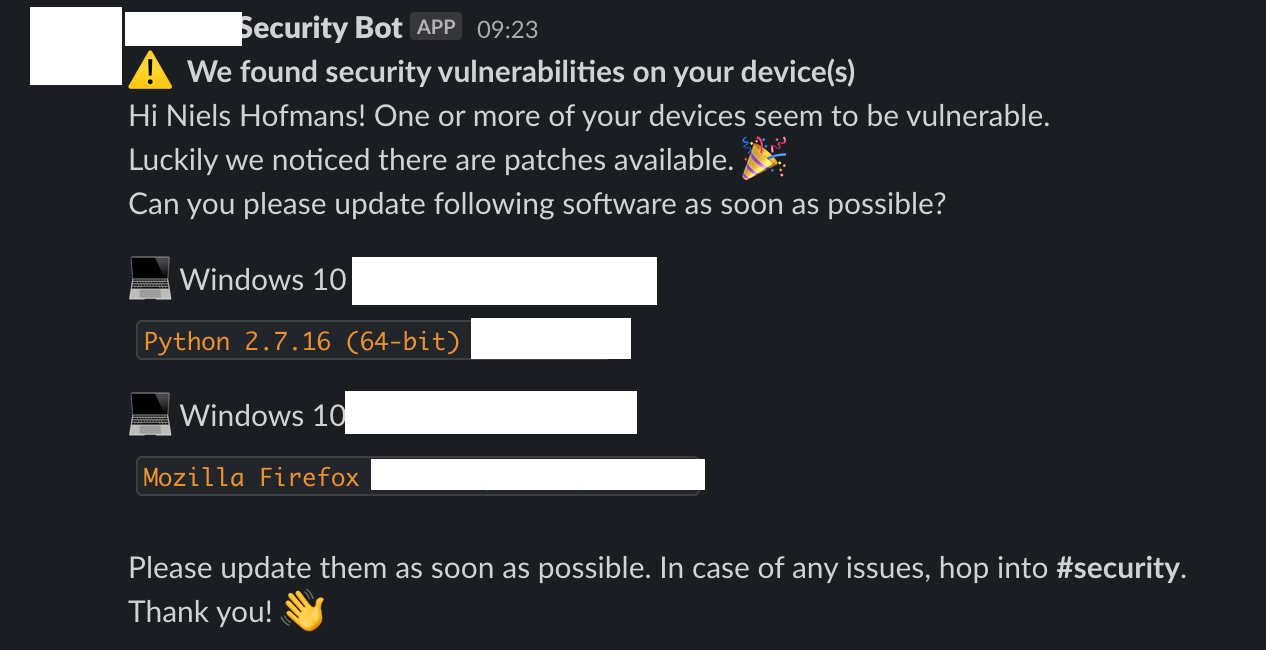 Security Bot APP 09:23
⚠️ We found security vulnerabilities on your device(s)
Hi Niels Hofmans! One or more of your devices seem to be vulnerable.
Luckily we noticed there are patches available. 🎉
Can you please update following software as soon as possible?
💻 Windows 10
Python 2.7.16 (64-bit)
💻 Windows 10
Mozilla Firefox
Please update them as soon as possible. In case of any issues, hop into #security.
Thank you! 👋